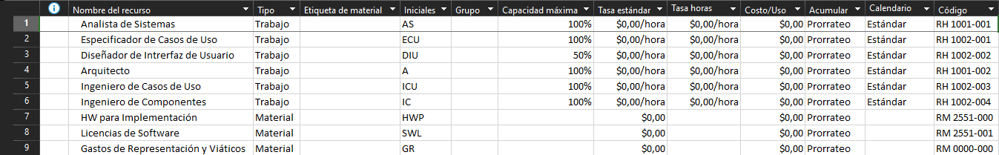 Nombre del recurso Tipo Etiqueta de material Iniciales Grupo Capacidad máxima Tasa estándar Tasa horas Costo/Uso Acumular Calendario Código
1 Analista de Sistemas Trabajo AS 100% $0,00/hora $0,00/hora $0,00 Prorrateo Estándar RH 1001-001
2 Especificador de Casos de Uso Trabajo ECU 100% $0,00/hora $0,00/hora $0,00 Prorrateo Estándar RH 1002-001
3 Diseñador de Intrerfaz de Usuario Trabajo DIU 50% $0,00/hora $0,00/hora $0,00 Prorrateo Estándar RH 1002-002
4 Arquitecto Trabajo A 100% $0,00/hora $0,00/hora $0,00 Prorrateo Estándar RH 1001-002
5 Ingeniero de Casos de Uso Trabajo ICU 100% $0,00/hora $0,00/hora $0,00 Prorrateo Estándar RH 1002-003
6 Ingeniero de Componentes Trabajo IC 100% $0,00/hora $0,00/hora $0,00 Prorrateo Estándar RH 1002-004
7 HW para Implementación Material HWP $0,00 $0,00 Prorrateo RM 2551-000
8 Licencias de Software Material SWL $0,00 $0,00 Prorrateo RM 2551-001
9 Gastos de Representación y Viáticos Material GR $0,00 $0,00 Prorrateo RM 0000-000